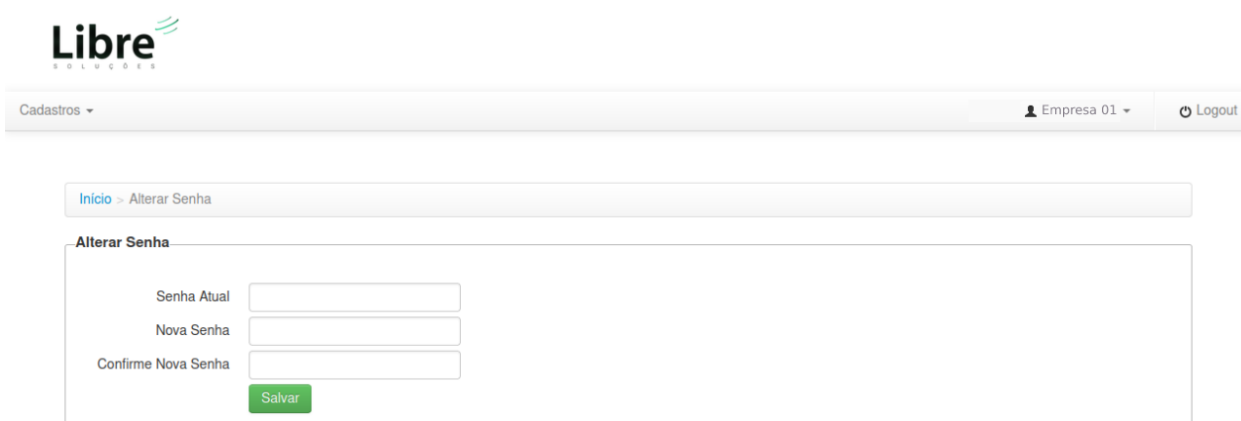 Libre
SOLUÇÕES
Cadastros Empresa 01 Logout
Início > Alterar Senha
Alterar Senha
Senha Atual
Nova Senha
Confirme Nova Senha
Salvar